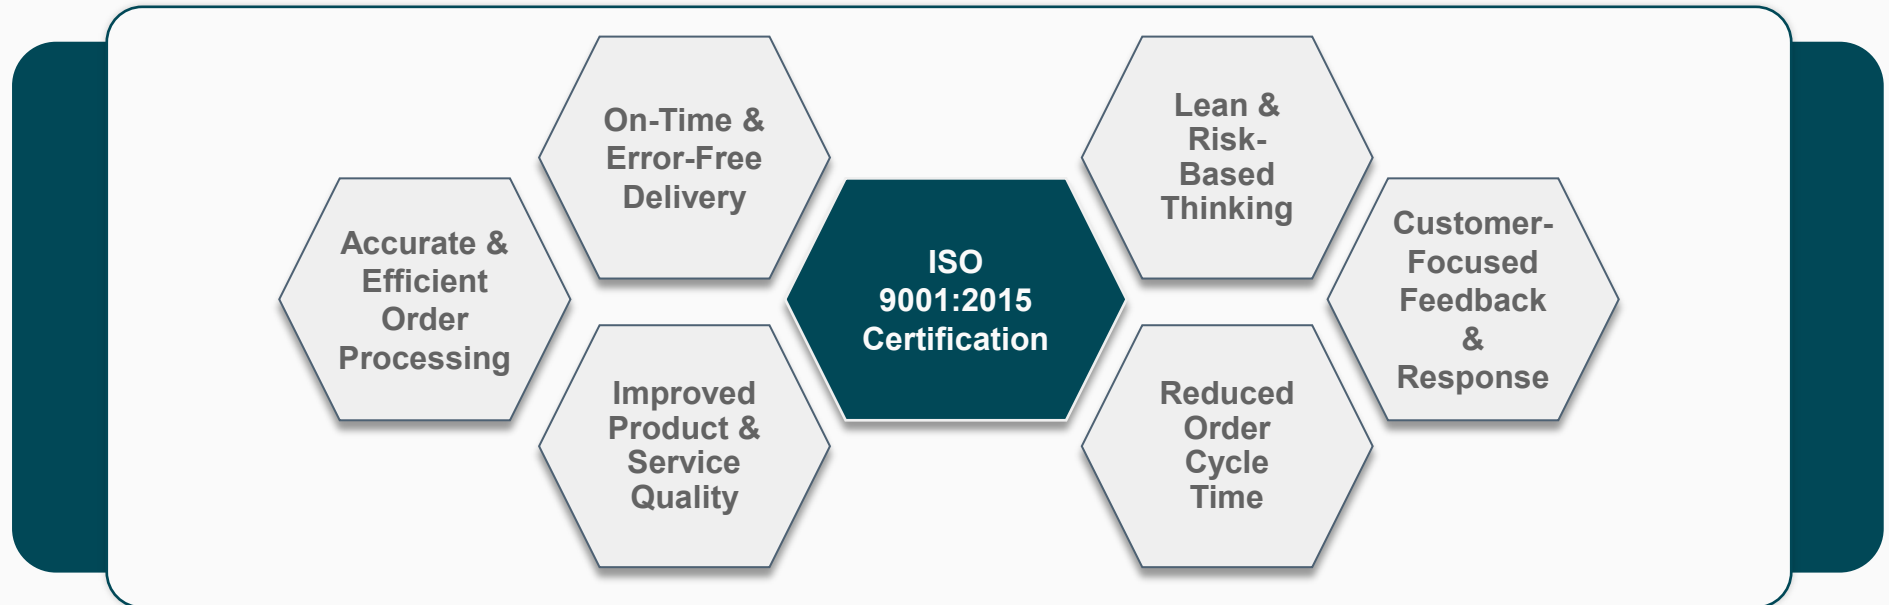 Accurate &
Efficient
Order
Processing
On-Time &
Error-Free
Delivery
Improved
Product &
Service
Quality
ISO
9001:2015
Certification
Lean &
Risk-
Based
Thinking
Reduced
Order
Cycle
Time
Customer-
Focused
Feedback
&
Response